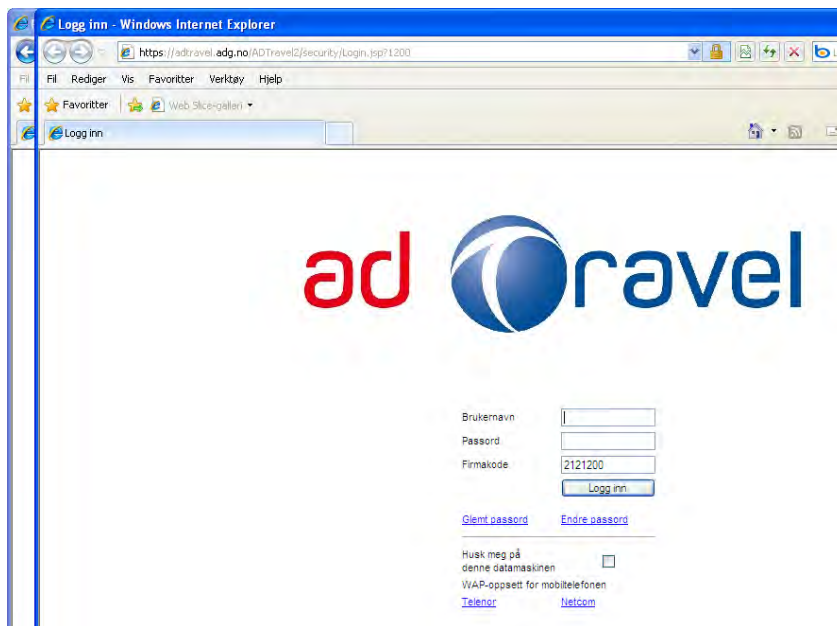 Logg inn - Windows Internet Explorer
https://adtravel.adg.no/ADTravel2/security/Login.jsp?1200
Fil
Fil Rediger Vis Favoritter Verktøy Hjelp
Favoritter Web Slice-galleri
Logg inn
ad Travel
Brukernavn
Passord
Firmakode 2121200
Logg inn
Glemt passord Endre passord
Husk meg på
denne datamaskinen
WAP-oppsett for mobiltelefonen
Telenor Netcom